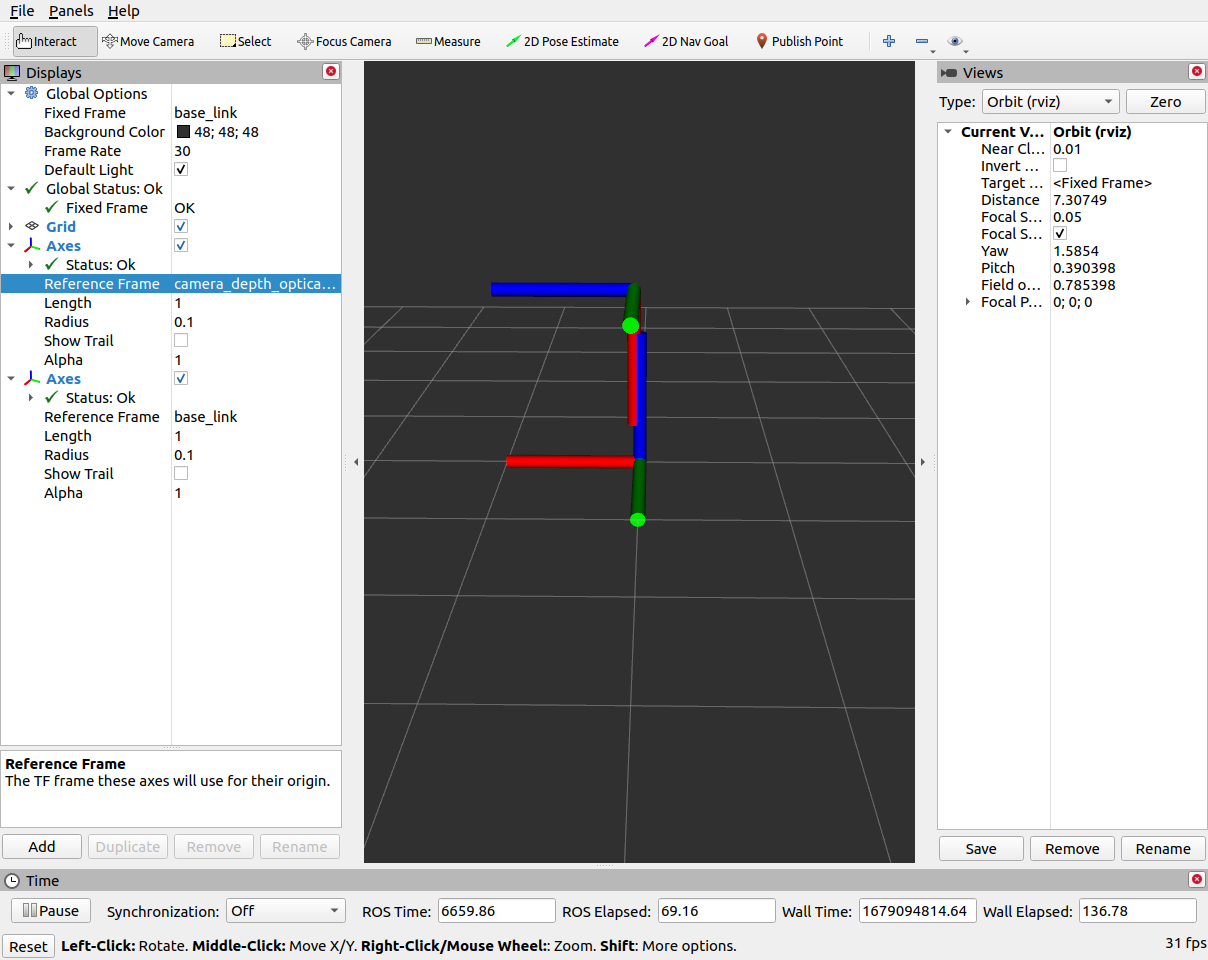 File Panels Help
Interact Move Camera Select Focus Camera Measure 2D Pose Estimate 2D Nav Goal Publish Point
Displays
Global Options
Fixed Frame base_link
Background Color 48; 48; 48
Frame Rate 30
Default Light
Global Status: Ok
Fixed Frame OK
Grid
Axes
Status: Ok
Reference Frame camera_depth_optica...
Length 1
Radius 0.1
Show Trail
Alpha 1
Axes
Status: Ok
Reference Frame base_link
Length 1
Radius 0.1
Show Trail
Alpha 1
Reference Frame
The TF frame these axes will use for their origin.
Add Duplicate Remove Rename
Views
Type: Orbit (rviz) Zero
Current V... Orbit (rviz)
Near Cl... 0.01
Invert ...
Target ... <Fixed Frame>
Distance 7.30749
Focal S... 0.05
Focal S...
Yaw 1.5854
Pitch 0.390398
Field o... 0.785398
Focal P... 0; 0; 0
Save Remove Rename
Time
Pause Synchronization: Off ROS Time: 6659.86 ROS Elapsed: 69.16 Wall Time: 1679094814.64 Wall Elapsed: 136.78
Reset Left-Click: Rotate. Middle-Click: Move X/Y. Right-Click/Mouse Wheel:: Zoom. Shift: More options. 31 fps